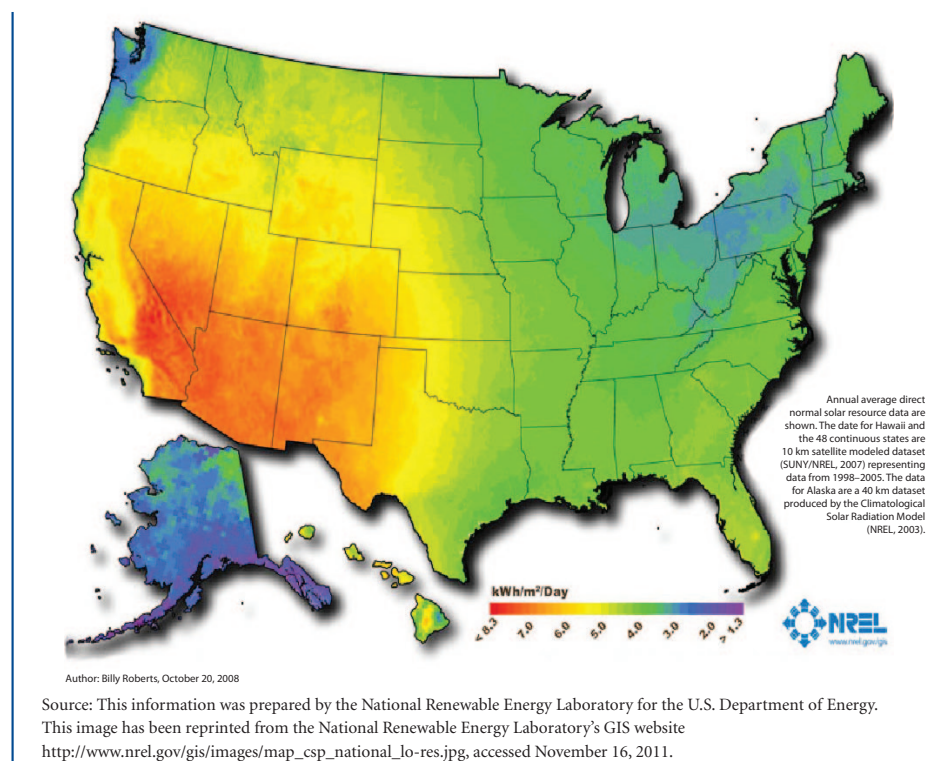 Annual average direct
normal solar resource data are
shown. The date for Hawaii and
the 48 continuous states are
10 km satellite modeled dataset
(SUNY/NREL, 2007) representing
data from 1998–2005. The data
for Alaska are a 40 km dataset
produced by the Climatological
Solar Radiation Model
(NREL, 2003).
kWh/m²/Day
< 8.3 7.0 6.0 5.0 4.0 3.0 2.0 > 1.3
NREL
www.nrel.gov/gis
Author: Billy Roberts, October 20, 2008
Source: This information was prepared by the National Renewable Energy Laboratory for the U.S. Department of Energy.
This image has been reprinted from the National Renewable Energy Laboratory's GIS website
http://www.nrel.gov/gis/images/map_csp_national_lo-res.jpg, accessed November 16, 2011.